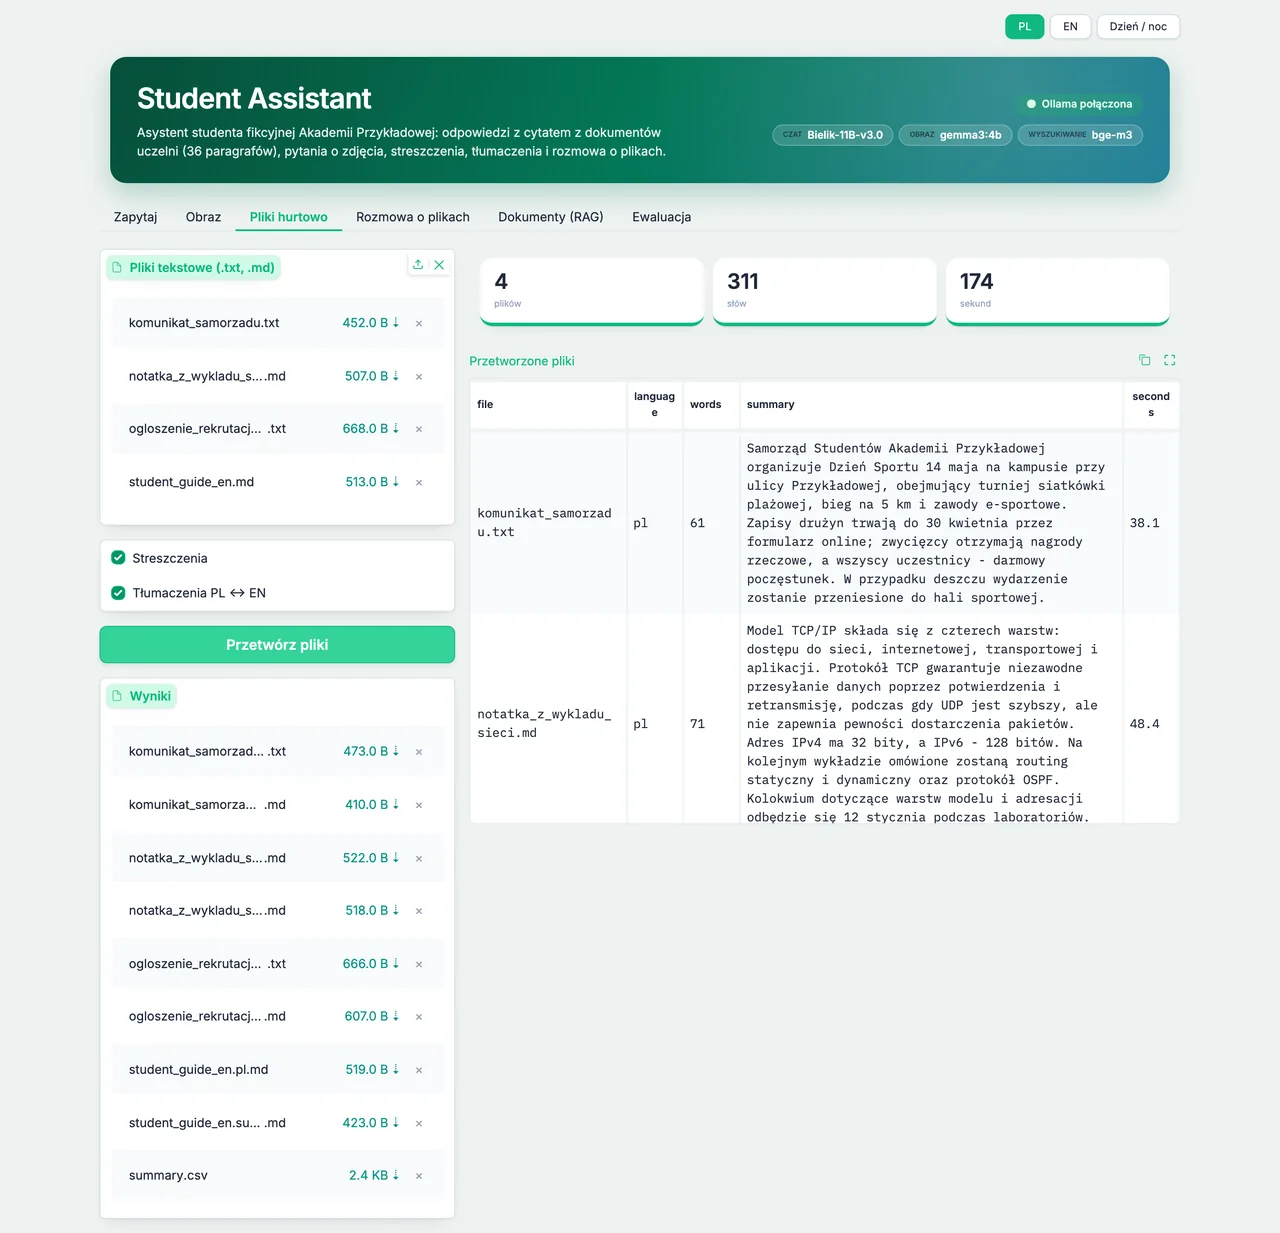 PL EN Dzień / noc
Student Assistant
Asystent studenta fikcyjnej Akademii Przykładowej: odpowiedzi z cytatem z dokumentów
uczelni (36 paragrafów), pytania o zdjęcia, streszczenia, tłumaczenia i rozmowa o plikach.
Ollama połączona
CZAT Bielik-11B-v3.0 OBRAZ gemma3:4b WYSZUKIWANIE bge-m3
Zapytaj Obraz Pliki hurtowo Rozmowa o plikach Dokumenty (RAG) Ewaluacja
Pliki tekstowe (.txt, .md)
komunikat_samorzadu.txt 452.0 B ⇣ ×
notatka_z_wykladu_s... .md 507.0 B ⇣ ×
ogloszenie_rekrutacj... .txt 668.0 B ⇣ ×
student_guide_en.md 513.0 B ⇣ ×
Streszczenia
Tłumaczenia PL ↔ EN
Przetwórz pliki
Wyniki
komunikat_samorzad... .txt 473.0 B ⇣ ×
komunikat_samorza... .md 410.0 B ⇣ ×
notatka_z_wykladu_s... .md 522.0 B ⇣ ×
notatka_z_wykladu_s... .md 518.0 B ⇣ ×
ogloszenie_rekrutacj... .txt 666.0 B ⇣ ×
ogloszenie_rekrutacj... .md 607.0 B ⇣ ×
student_guide_en.pl.md 519.0 B ⇣ ×
student_guide_en.su... .md 423.0 B ⇣ ×
summary.csv 2.4 KB ⇣ ×
4
plików
311
słów
174
sekund
Przetworzone pliki
file
languag
e
words
summary
second
s
komunikat_samorzad
u.txt
pl
61
Samorząd Studentów Akademii Przykładowej
organizuje Dzień Sportu 14 maja na kampusie przy
ulicy Przykładowej, obejmujący turniej siatkówki
plażowej, bieg na 5 km i zawody e-sportowe.
Zapisy drużyn trwają do 30 kwietnia przez
formularz online; zwycięzcy otrzymają nagrody
rzeczowe, a wszyscy uczestnicy - darmowy
poczęstunek. W przypadku deszczu wydarzenie
zostanie przeniesione do hali sportowej.
38.1
notatka_z_wykladu_
sieci.md
pl
71
Model TCP/IP składa się z czterech warstw:
dostępu do sieci, internetowej, transportowej i
aplikacji. Protokół TCP gwarantuje niezawodne
przesyłanie danych poprzez potwierdzenia i
retransmisję, podczas gdy UDP jest szybszy, ale
nie zapewnia pewności dostarczenia pakietów.
Adres IPv4 ma 32 bity, a IPv6 - 128 bitów. Na
kolejnym wykładzie omówione zostaną routing
statyczny i dynamiczny oraz protokół OSPF.
Kolokwium dotyczące warstw modelu i adresacji
odbędzie się 12 stycznia podczas laboratoriów.
48.4